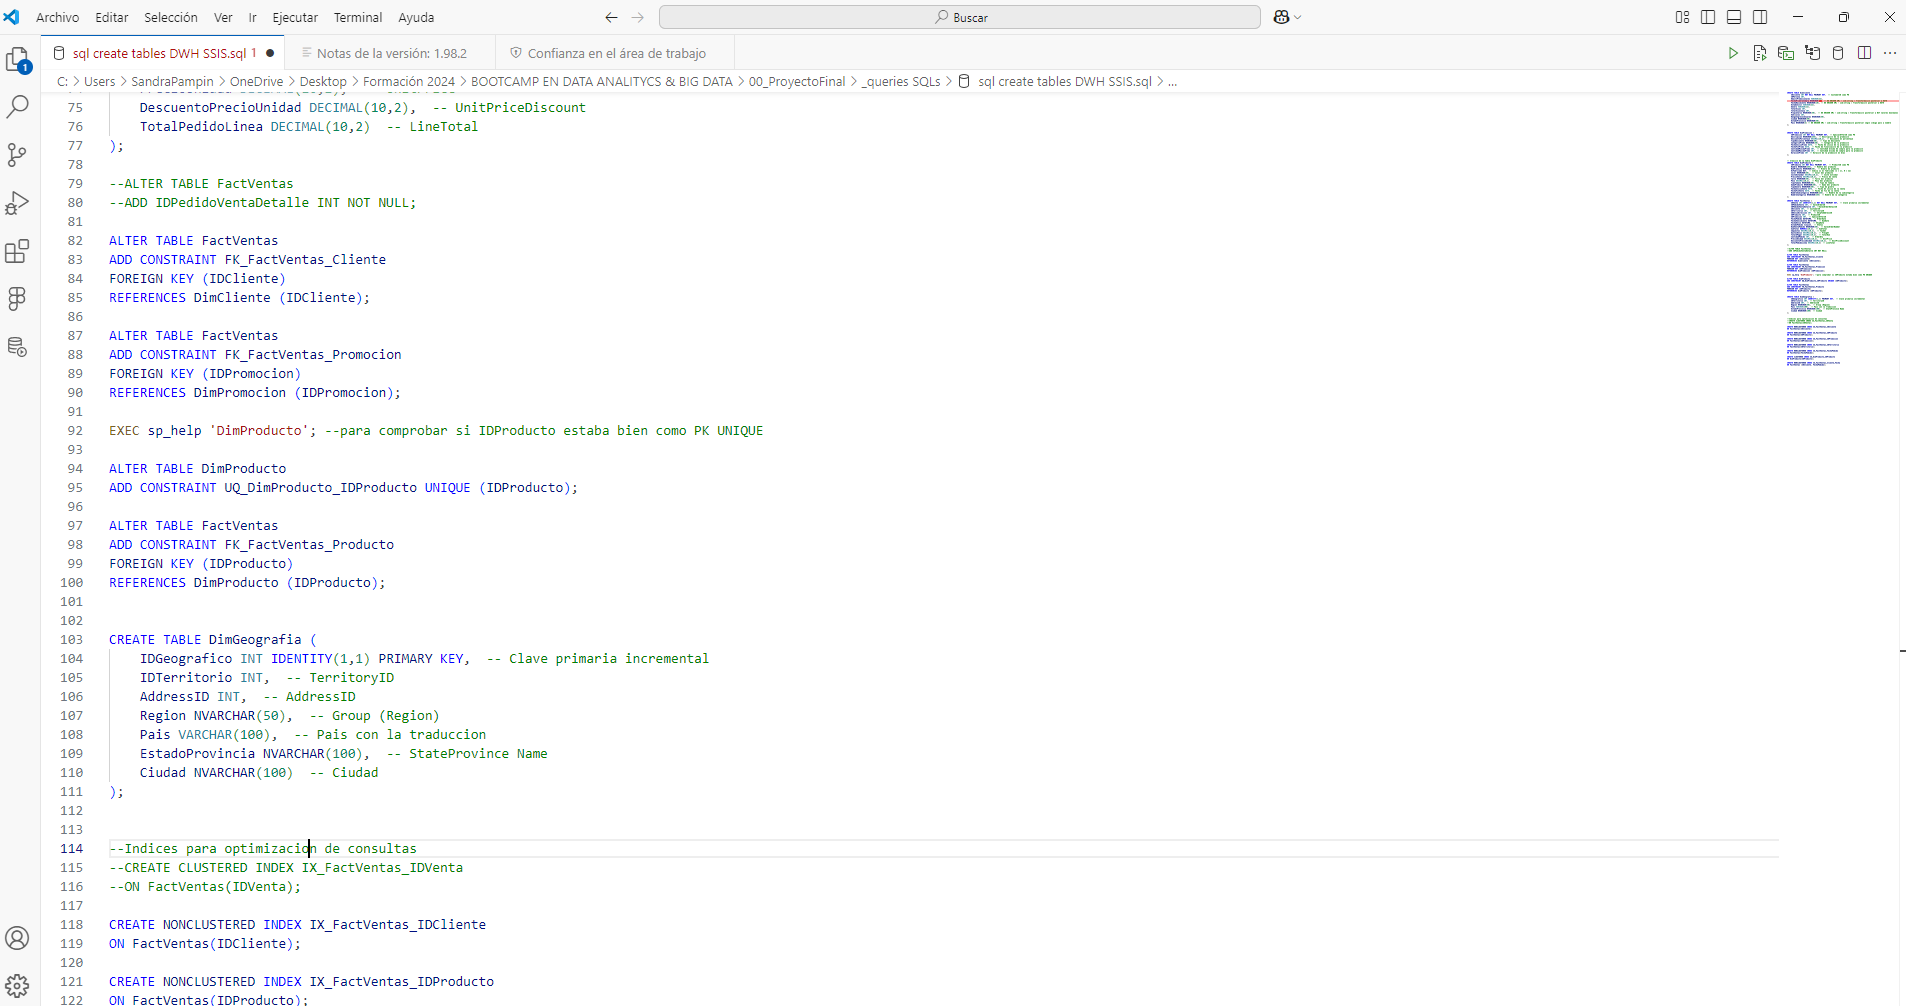 Archivo Editar Selección Ver Ir Ejecutar Terminal Ayuda
Buscar
sql create tables DWH SSIS.sql 1
Notas de la versión: 1.98.2
Confianza en el área de trabajo
C: > Users > SandraPampin > OneDrive > Desktop > Formación 2024 > BOOTCAMP EN DATA ANALITYCS & BIG DATA > 00_ProyectoFinal > _queries SQLs > sql create tables DWH SSIS.sql > ...
1
75 DescuentoPrecioUnidad DECIMAL(10,2),  -- UnitPriceDiscount
76 TotalPedidoLinea DECIMAL(10,2)  -- LineTotal
77 );
78
79 --ALTER TABLE FactVentas
80 --ADD IDPedidoVentaDetalle INT NOT NULL;
81
82 ALTER TABLE FactVentas
83 ADD CONSTRAINT FK_FactVentas_Cliente
84 FOREIGN KEY (IDCliente)
85 REFERENCES DimCliente (IDCliente);
86
87 ALTER TABLE FactVentas
88 ADD CONSTRAINT FK_FactVentas_Promocion
89 FOREIGN KEY (IDPromocion)
90 REFERENCES DimPromocion (IDPromocion);
91
92 EXEC sp_help 'DimProducto'; --para comprobar si IDProducto estaba bien como PK UNIQUE
93
94 ALTER TABLE DimProducto
95 ADD CONSTRAINT UQ_DimProducto_IDProducto UNIQUE (IDProducto);
96
97 ALTER TABLE FactVentas
98 ADD CONSTRAINT FK_FactVentas_Producto
99 FOREIGN KEY (IDProducto)
100 REFERENCES DimProducto (IDProducto);
101
102
103 CREATE TABLE DimGeografia (
104 IDGeografico INT IDENTITY(1,1) PRIMARY KEY,  -- Clave primaria incremental
105 IDTerritorio INT,  -- TerritoryID
106 AddressID INT,  -- AddressID
107 Region NVARCHAR(50),  -- Group (Region)
108 Pais VARCHAR(100),  -- Pais con la traduccion
109 EstadoProvincia NVARCHAR(100),  -- StateProvince Name
110 Ciudad NVARCHAR(100)  -- Ciudad
111 );
112
113
114 --Indices para optimizacion de consultas
115 --CREATE CLUSTERED INDEX IX_FactVentas_IDVenta
116 --ON FactVentas(IDVenta);
117
118 CREATE NONCLUSTERED INDEX IX_FactVentas_IDCliente
119 ON FactVentas(IDCliente);
120
121 CREATE NONCLUSTERED INDEX IX_FactVentas_IDProducto
122 ON FactVentas(IDProducto);